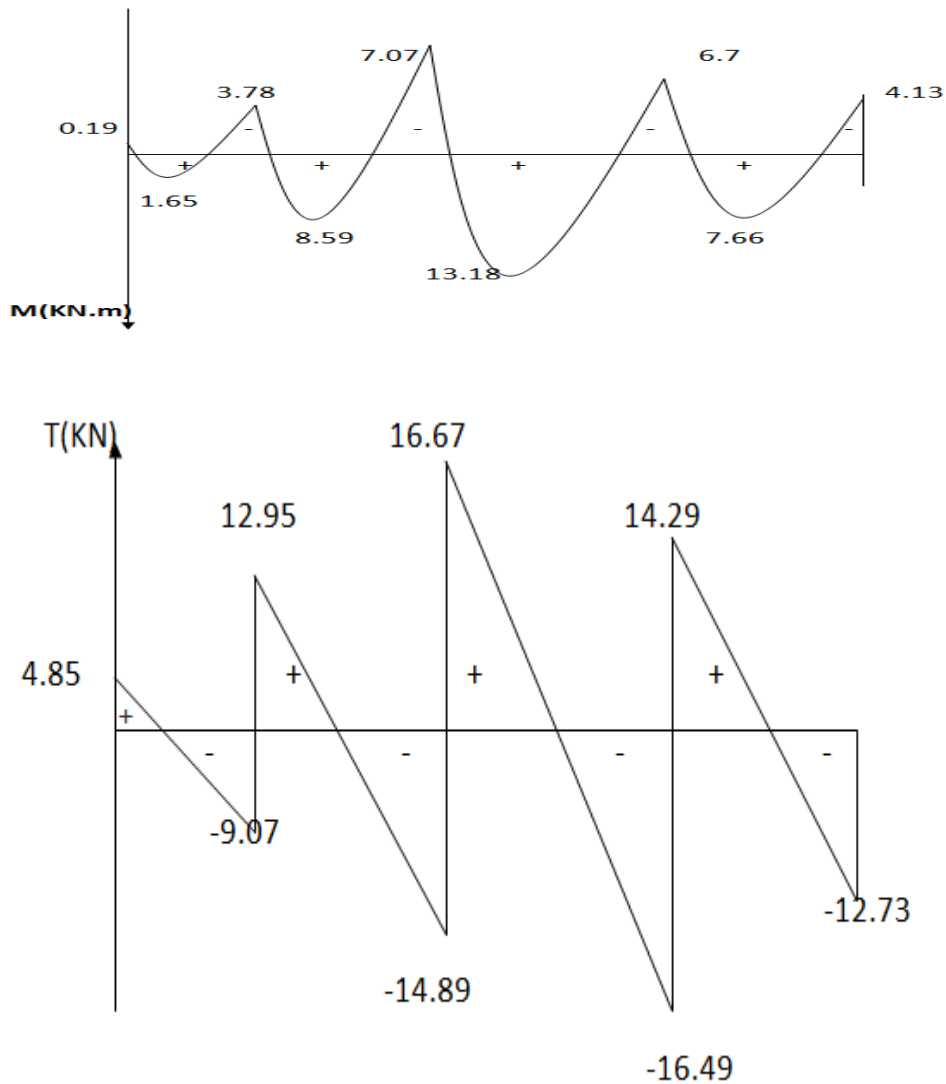 7.07
6.7
3.78
4.13
0.19
- - - -
+ + + +
1.65
8.59
7.66
13.18
M(KN.m)
T(KN)
16.67
12.95
14.29
4.85
+ + + +
- - - -
-9.07
-12.73
-14.89
-16.49